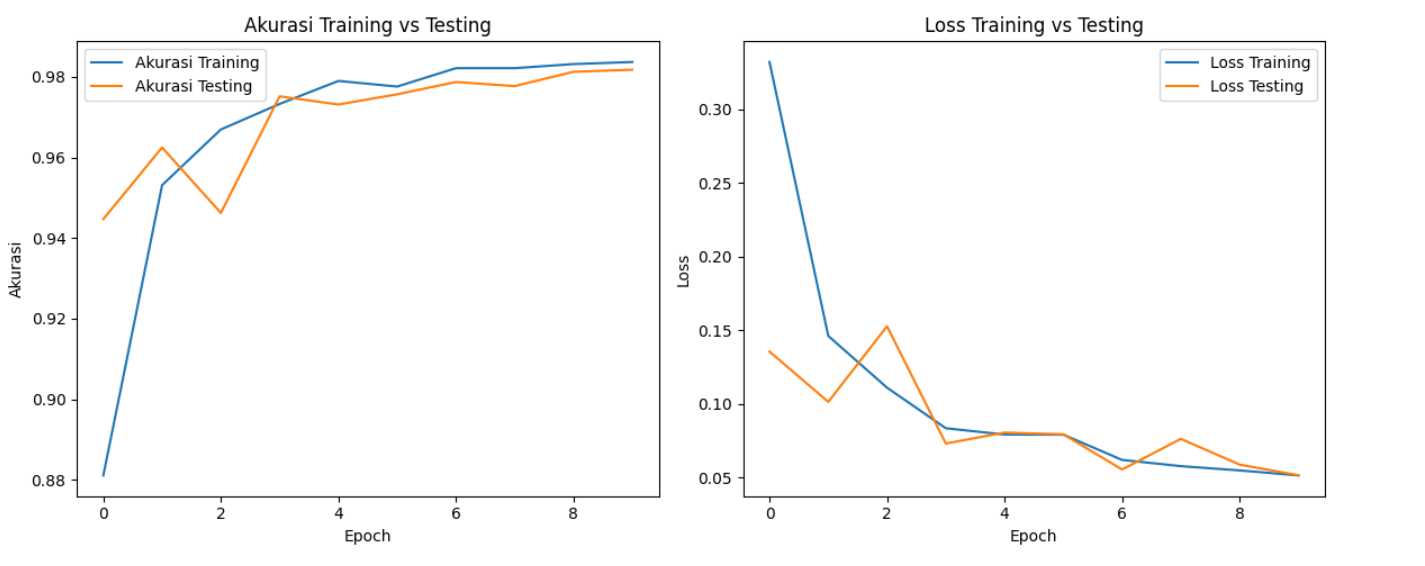 Akurasi Training vs Testing
Akurasi Training
Akurasi Testing
0.98
0.96
0.94
0.92
0.90
0.88
Akurasi
0 2 4 6 8
Epoch
Loss Training vs Testing
Loss Training
Loss Testing
0.30
0.25
0.20
0.15
0.10
0.05
Loss
0 2 4 6 8
Epoch